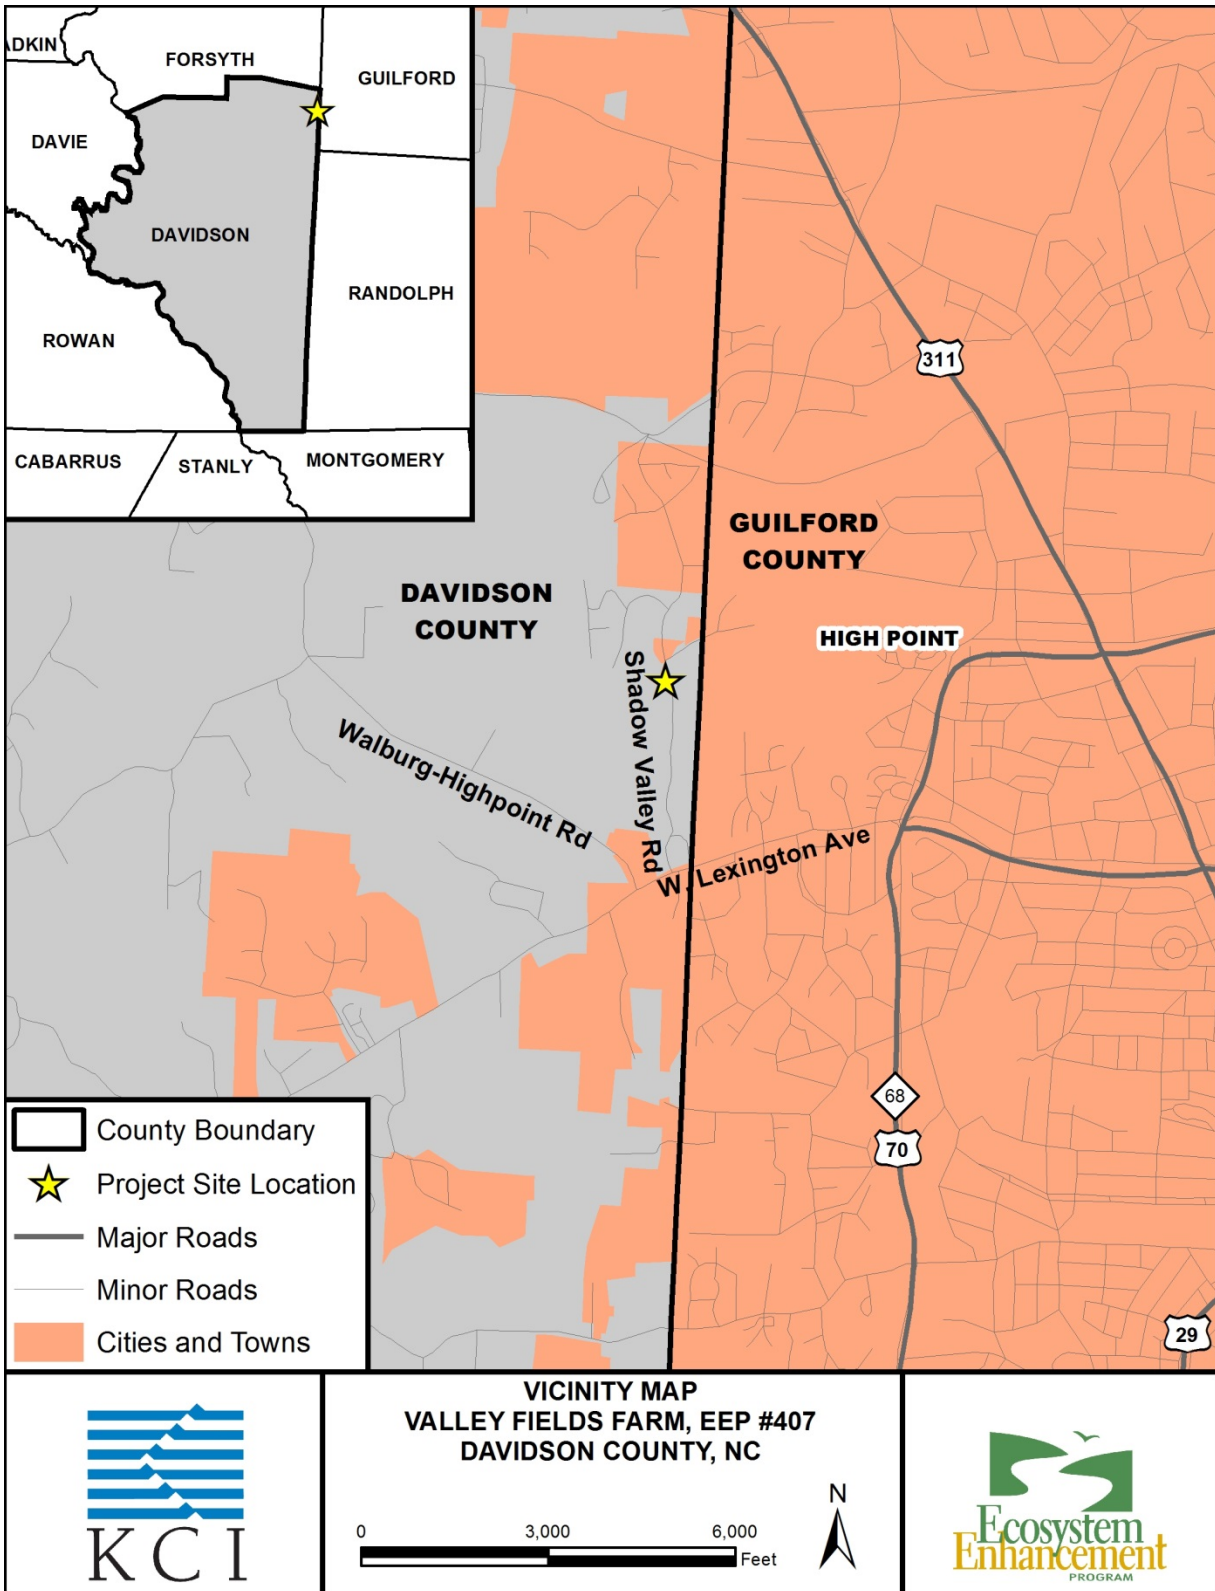 ADKIN
FORSYTH
GUILFORD
DAVIE
DAVIDSON
RANDOLPH
ROWAN
CABARRUS
STANLY
MONTGOMERY
311
GUILFORD
COUNTY
DAVIDSON
COUNTY
HIGH POINT
Shadow Valley Rd
Walburg-Highpoint Rd
W. Lexington Ave
68
70
29
County Boundary
Project Site Location
Major Roads
Minor Roads
Cities and Towns
KCI
VICINITY MAP
VALLEY FIELDS FARM, EEP #407
DAVIDSON COUNTY, NC
N
0 3,000 6,000
Feet
Ecosystem
Enhancement
PROGRAM